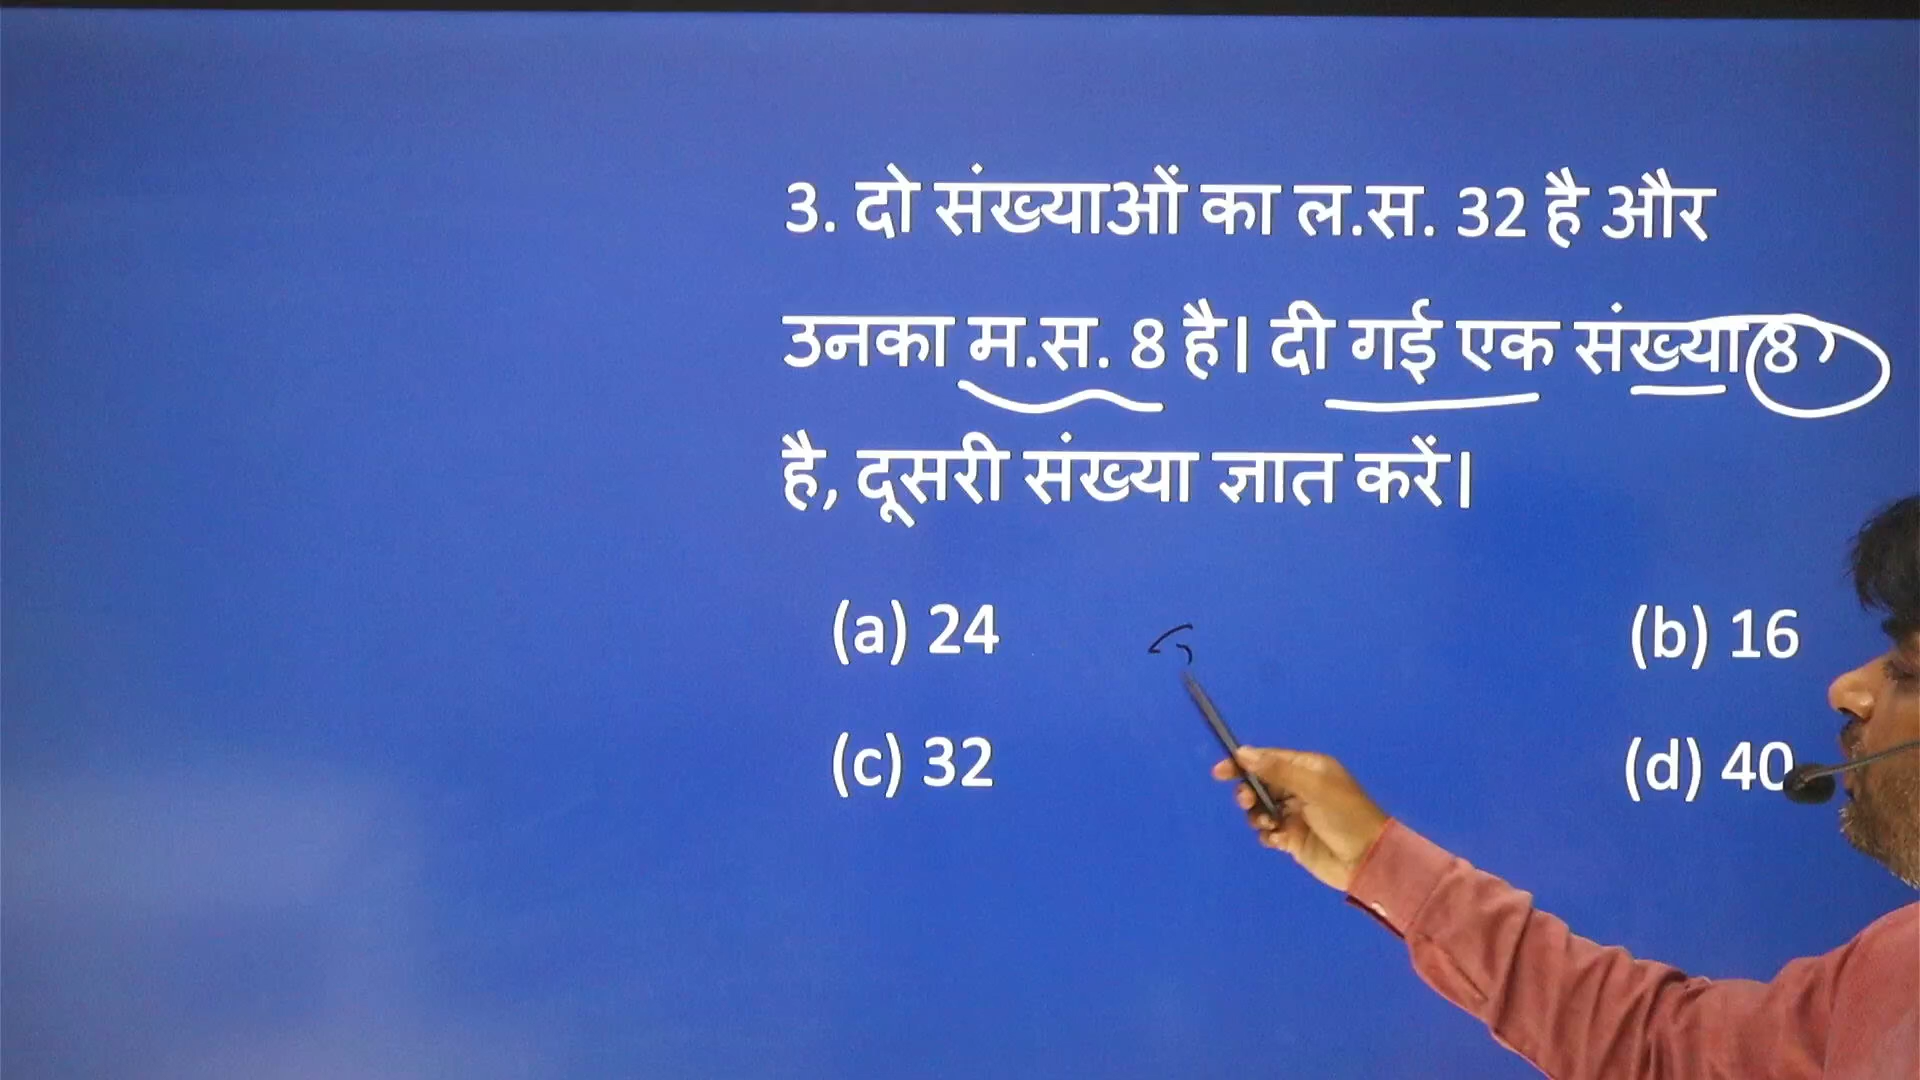 3. दो संख्याओं का ल.स. 32 है और
उनका म.स. 8 है। दी गई एक संख्या 8
है, दूसरी संख्या ज्ञात करें।
(a) 24 (b) 16
(c) 32 (d) 40